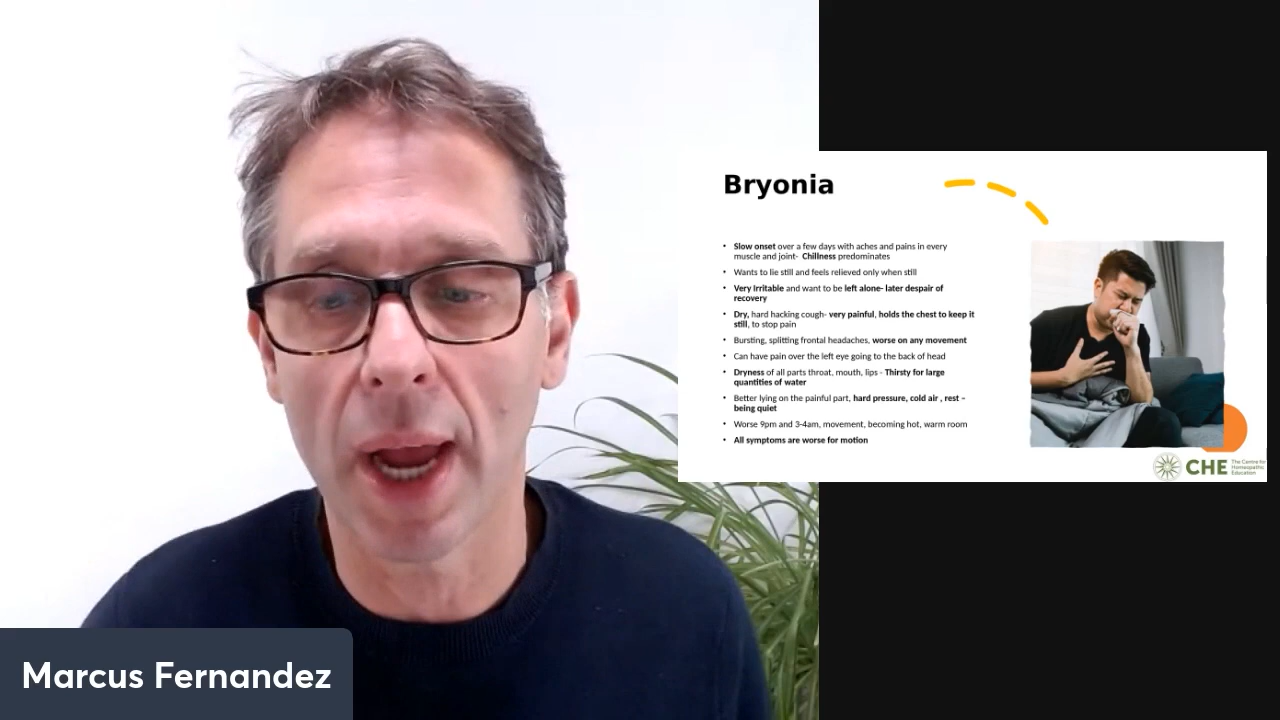 Bryonia
• Slow onset over a few days with aches and pains in every
muscle and joint- Chillness predominates
• Wants to lie still and feels relieved only when still
• Very Irritable and want to be left alone- later despair of
recovery
• Dry, hard hacking cough- very painful, holds the chest to keep it
still, to stop pain
• Bursting, splitting frontal headaches, worse on any movement
• Can have pain over the left eye going to the back of head
• Dryness of all parts throat, mouth, lips - Thirsty for large
quantities of water
• Better lying on the painful part, hard pressure, cold air , rest –
being quiet
• Worse 9pm and 3-4am, movement, becoming hot, warm room
• All symptoms are worse for motion
CHE
The Centre to
Homeopathic
Education
Marcus Fernandez